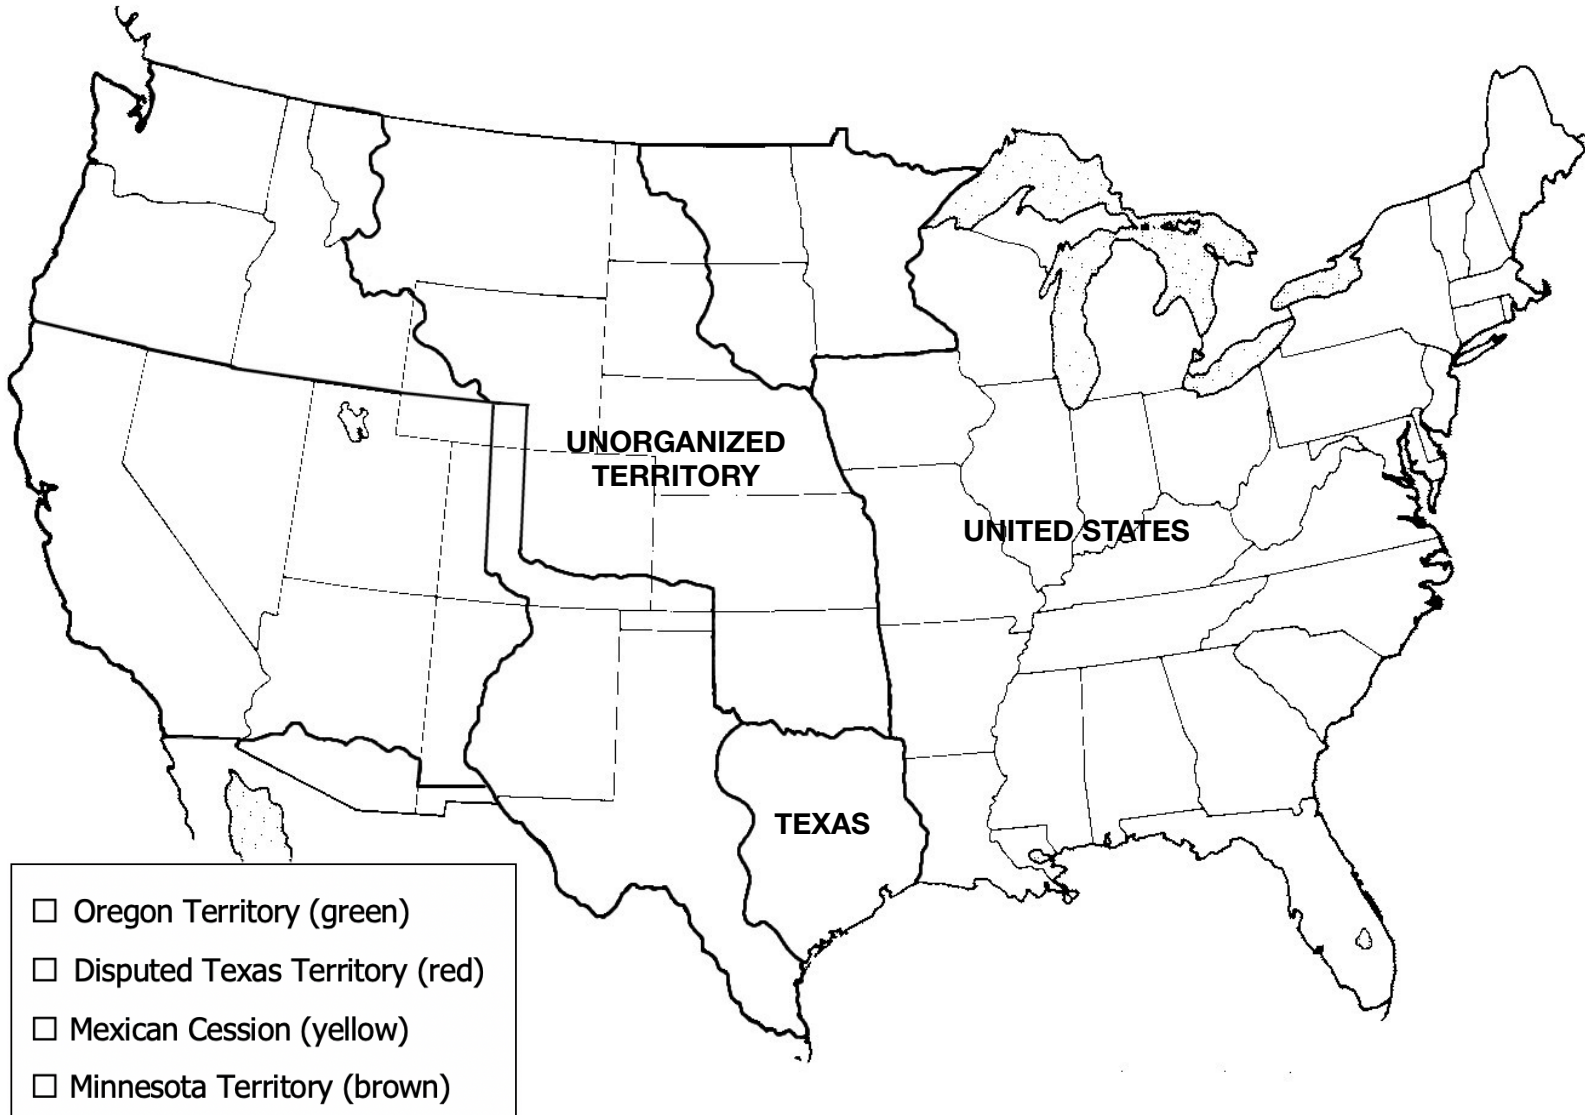 UNORGANIZED
TERRITORY
UNITED STATES
TEXAS
Oregon Territory (green)
Disputed Texas Territory (red)
Mexican Cession (yellow)
Minnesota Territory (brown)